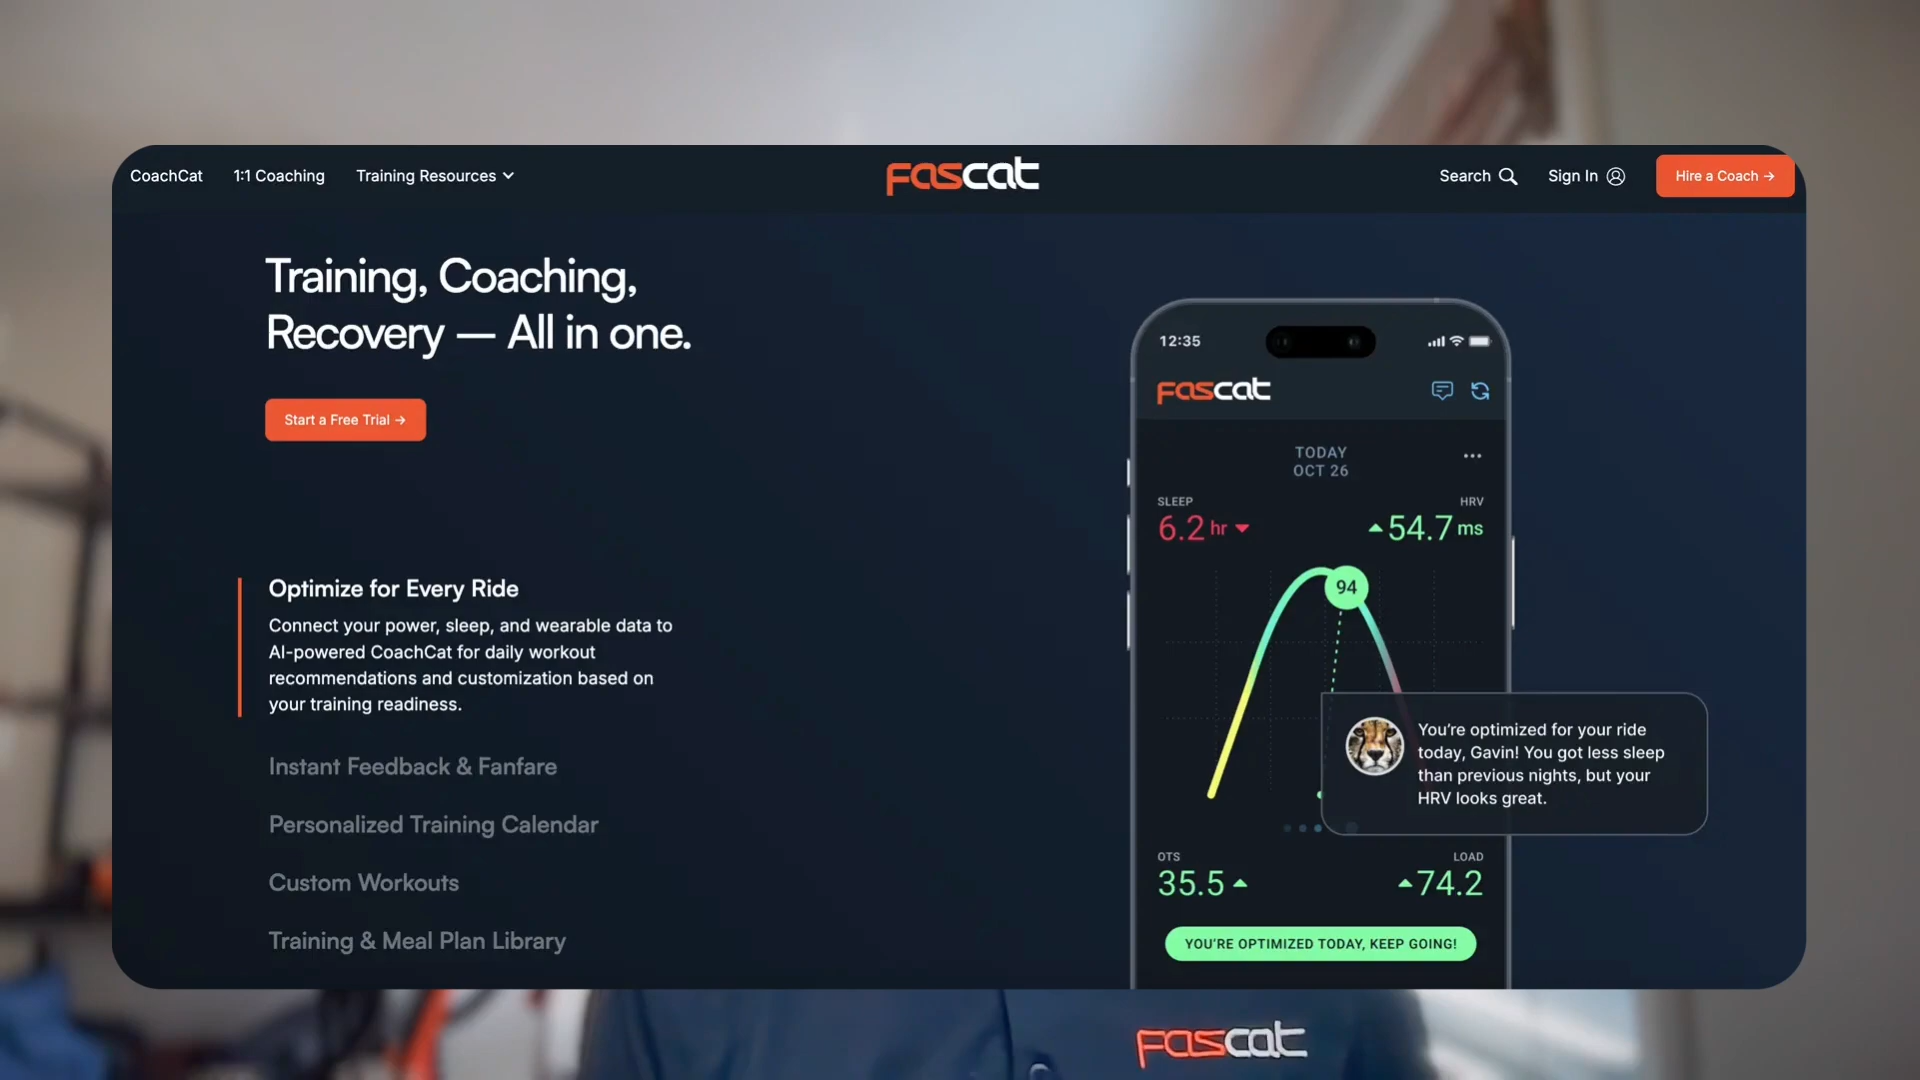 CoachCat
1:1 Coaching
Training Resources
fascat
Search
Sign In
Hire a Coach →
Training, Coaching,
Recovery — All in one.
Start a Free Trial →
Optimize for Every Ride
Connect your power, sleep, and wearable data to
AI-powered CoachCat for daily workout
recommendations and customization based on
your training readiness.
Instant Feedback & Fanfare
Personalized Training Calendar
Custom Workouts
Training & Meal Plan Library
12:35
fascat
TODAY
OCT 26
SLEEP
6.2 hr
HRV
54.7 ms
94
You’re optimized for your ride
today, Gavin! You got less sleep
than previous nights, but your
HRV looks great.
OTS
35.5
LOAD
74.2
YOU’RE OPTIMIZED TODAY, KEEP GOING!
fascat